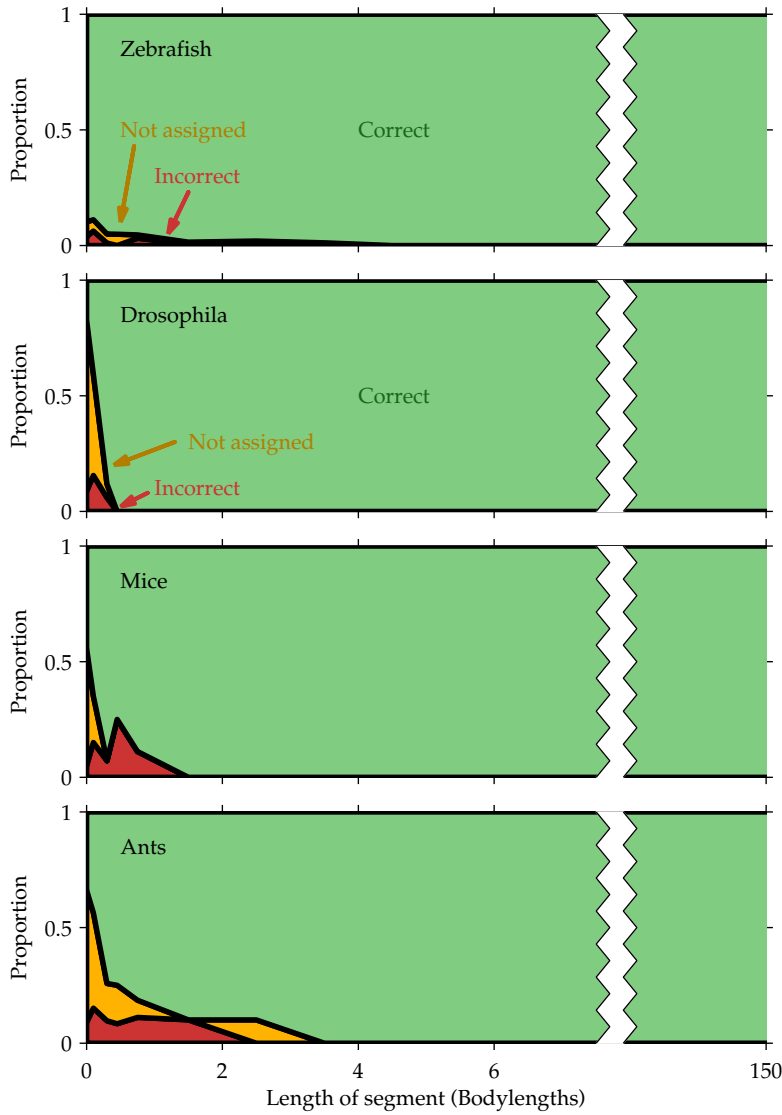 1
Zebrafish
Not assigned
Correct
0.5
Proportion
Incorrect
0
1
Drosophila
Correct
0.5
Proportion
Not assigned
Incorrect
0
1
Mice
0.5
Proportion
0
1
Ants
0.5
Proportion
0
0 2 4 6 150
Length of segment (Bodylengths)